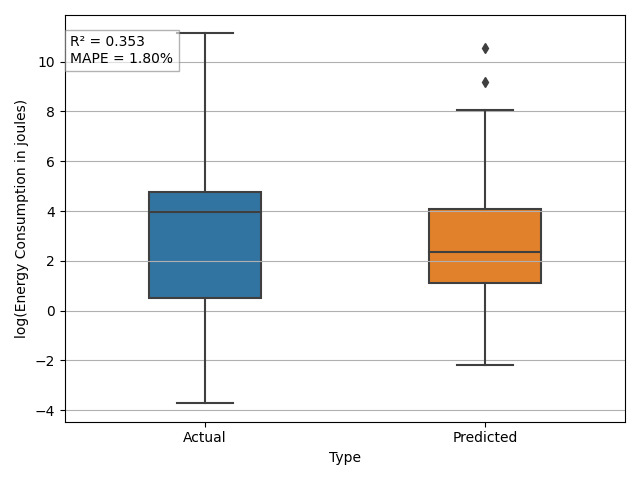 R² = 0.353
MAPE = 1.80%
log(Energy Consumption in joules)
10
8
6
4
2
0
−2
−4
Actual
Predicted
Type